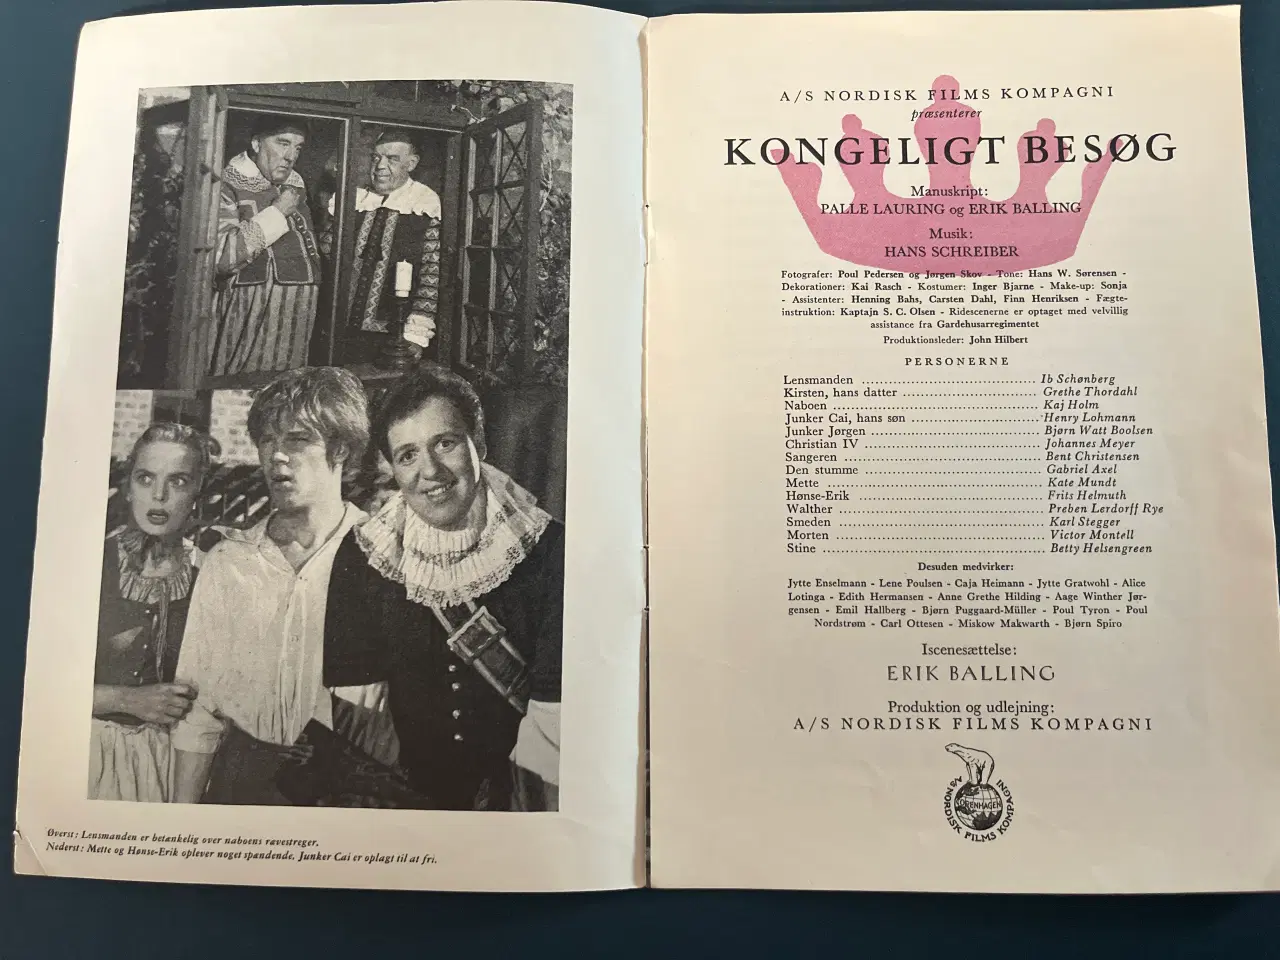 Øverst: Lensmanden er betænkelig over naboens rævestreger.
Nederst: Mette og Hønse-Erik oplever noget spændende. Junker Cai er oplagt til at fri.
A/S NORDISK FILMS KOMPAGNI
præsenterer
KONGELIGT BESØG
Manuskript:
PALLE LAURING og ERIK BALLING
Musik:
HANS SCHREIBER
Fotografer: Poul Pedersen og Jørgen Skov - Tone: Hans W. Sørensen -
Dekorationer: Kai Rasch - Kostumer: Inger Bjarne - Make-up: Sonja
- Assistenter: Henning Bahs, Carsten Dahl, Finn Henriksen - Fægte-
instruktion: Kaptajn S. C. Olsen - Ridescenerne er optaget med velvillig
assistance fra Gardehusarregimentet
Produktionsleder: John Hilbert
PERSONERNE
Lensmanden ........ Ib Schønberg
Kirsten, hans datter ........ Grethe Thordahl
Naboen ........ Kaj Holm
Junker Cai, hans søn ........ Henry Lohmann
Junker Jørgen ........ Bjørn Watt Boolsen
Christian IV ........ Johannes Meyer
Sangeren ........ Bent Christensen
Den stumme ........ Gabriel Axel
Mette ........ Kate Mundt
Hønse-Erik ........ Frits Helmuth
Walther ........ Preben Lerdorff Rye
Smeden ........ Karl Stegger
Morten ........ Victor Montell
Stine ........ Betty Helsengreen
Desuden medvirker:
Jytte Enselmann - Lene Poulsen - Caja Heimann - Jytte Gratwohl - Alice
Lotinga - Edith Hermansen - Anne Grethe Hilding - Aage Winther Jør-
gensen - Emil Hallberg - Bjørn Puggaard-Müller - Poul Tyron - Poul
Nordstrøm - Carl Ottesen - Miskow Makwarth - Bjørn Spiro
Iscenesættelse:
ERIK BALLING
Produktion og udlejning:
A/S NORDISK FILMS KOMPAGNI
COPENHAGEN
A/S NORDISK FILMS KOMPAGNI